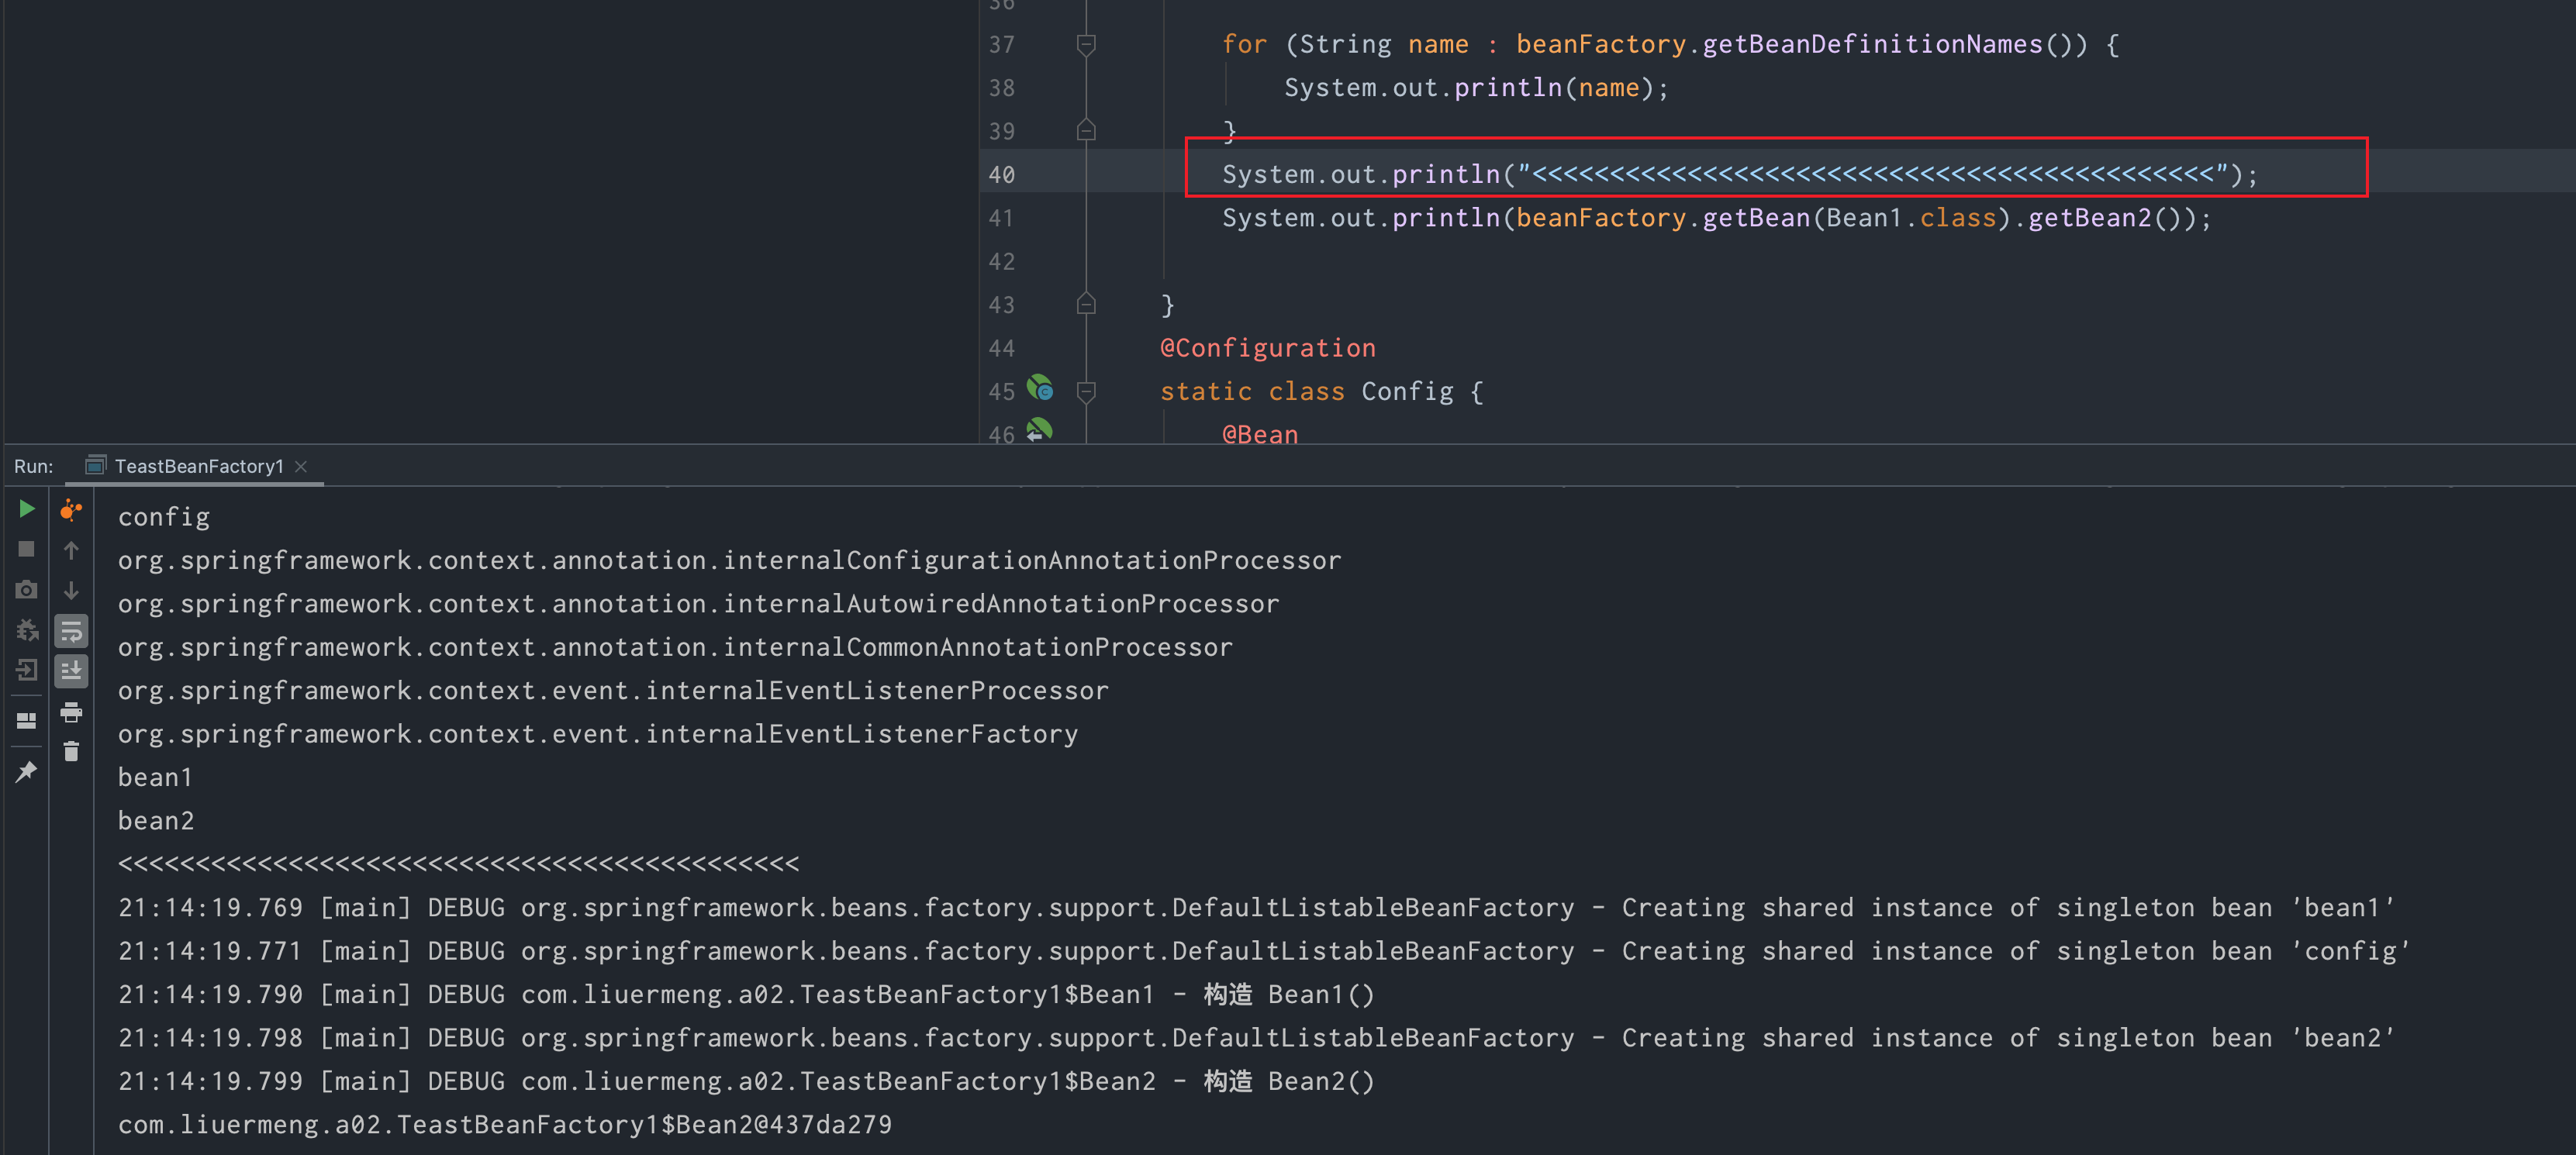 36
37 for (String name : beanFactory.getBeanDefinitionNames()) {
38 System.out.println(name);
39 }
40 System.out.println("<<<<<<<<<<<<<<<<<<<<<<<<<<<<<<<<<<<<<<<<<<<<");
41 System.out.println(beanFactory.getBean(Bean1.class).getBean2());
42
43 }
44 @Configuration
45 static class Config {
46 @Bean
Run: TeastBeanFactory1
config
org.springframework.context.annotation.internalConfigurationAnnotationProcessor
org.springframework.context.annotation.internalAutowiredAnnotationProcessor
org.springframework.context.annotation.internalCommonAnnotationProcessor
org.springframework.context.event.internalEventListenerProcessor
org.springframework.context.event.internalEventListenerFactory
bean1
bean2
<<<<<<<<<<<<<<<<<<<<<<<<<<<<<<<<<<<<<<<<<<<<
21:14:19.769 [main] DEBUG org.springframework.beans.factory.support.DefaultListableBeanFactory - Creating shared instance of singleton bean 'bean1'
21:14:19.771 [main] DEBUG org.springframework.beans.factory.support.DefaultListableBeanFactory - Creating shared instance of singleton bean 'config'
21:14:19.790 [main] DEBUG com.liuermeng.a02.TeastBeanFactory1$Bean1 - 构造 Bean1()
21:14:19.798 [main] DEBUG org.springframework.beans.factory.support.DefaultListableBeanFactory - Creating shared instance of singleton bean 'bean2'
21:14:19.799 [main] DEBUG com.liuermeng.a02.TeastBeanFactory1$Bean2 - 构造 Bean2()
com.liuermeng.a02.TeastBeanFactory1$Bean2@437da279